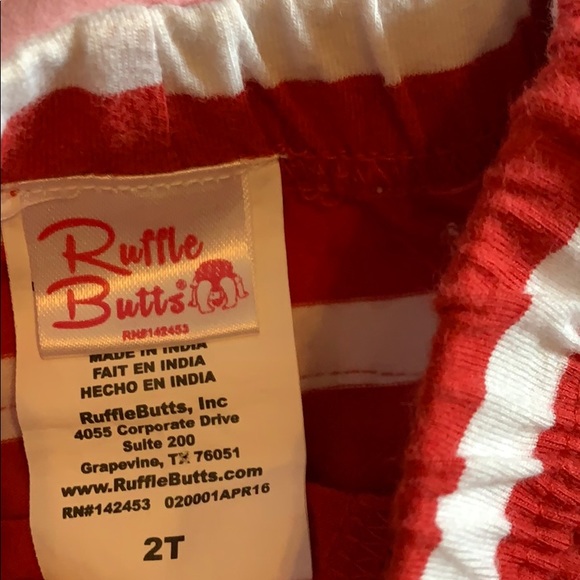 Ruffle
Butts®
RN#142453
MADE IN INDIA
FAIT EN INDIA
HECHO EN INDIA
RuffleButts, Inc
4055 Corporate Drive
Suite 200
Grapevine, TX 76051
www.RuffleButts.com
RN#142453 020001APR16
2T